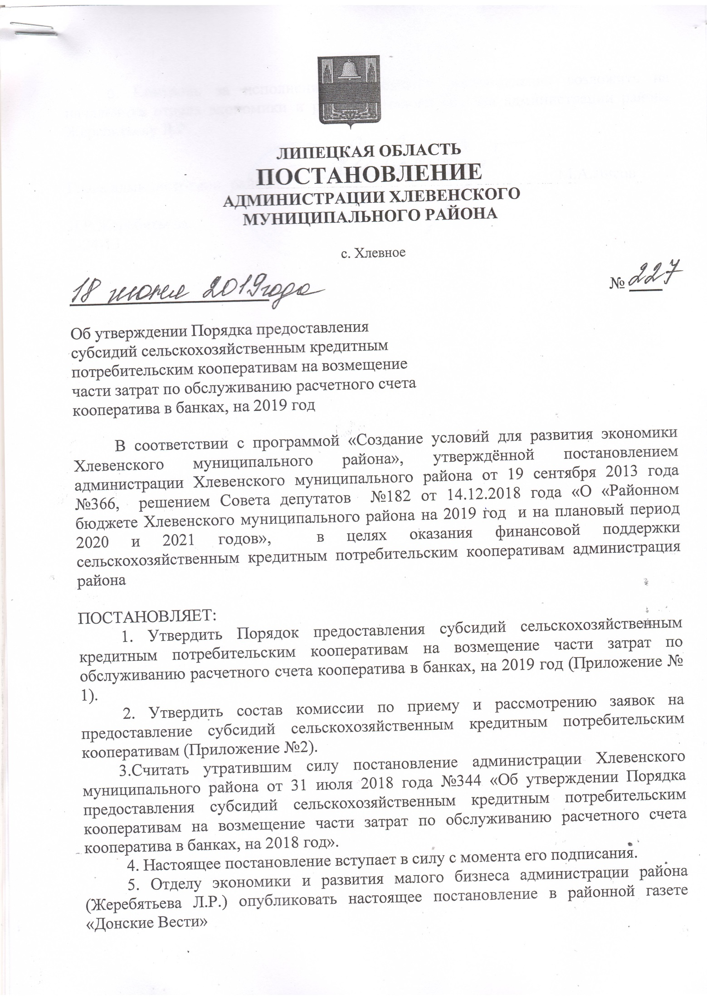 ЛИПЕЦКАЯ ОБЛАСТЬ
ПОСТАНОВЛЕНИЕ
АДМИНИСТРАЦИИ ХЛЕВЕНСКОГО
МУНИЦИПАЛЬНОГО РАЙОНА
с. Хлевное
18 июня 2019года
№ 227
Об утверждении Порядка предоставления
субсидий сельскохозяйственным кредитным
потребительским кооперативам на возмещение
части затрат по обслуживанию расчетного счета
кооператива в банках, на 2019 год
В соответствии с программой «Создание условий для развития экономики
Хлевенского муниципального района», утверждённой постановлением
администрации Хлевенского муниципального района от 19 сентября 2013 года
№366, решением Совета депутатов №182 от 14.12.2018 года «О «Районном
бюджете Хлевенского муниципального района на 2019 год и на плановый период
2020 и 2021 годов», в целях оказания финансовой поддержки
сельскохозяйственным кредитным потребительским кооперативам администрация
района
ПОСТАНОВЛЯЕТ:
1. Утвердить Порядок предоставления субсидий сельскохозяйственным
кредитным потребительским кооперативам на возмещение части затрат по
обслуживанию расчетного счета кооператива в банках, на 2019 год (Приложение №
1).
2. Утвердить состав комиссии по приему и рассмотрению заявок на
предоставление субсидий сельскохозяйственным кредитным потребительским
кооперативам (Приложение №2).
3.Считать утратившим силу постановление администрации Хлевенского
муниципального района от 31 июля 2018 года №344 «Об утверждении Порядка
предоставления субсидий сельскохозяйственным кредитным потребительским
кооперативам на возмещение части затрат по обслуживанию расчетного счета
кооператива в банках, на 2018 год».
4. Настоящее постановление вступает в силу с момента его подписания.
5. Отделу экономики и развития малого бизнеса администрации района
(Жеребятьева Л.Р.) опубликовать настоящее постановление в районной газете
«Донские Вести»